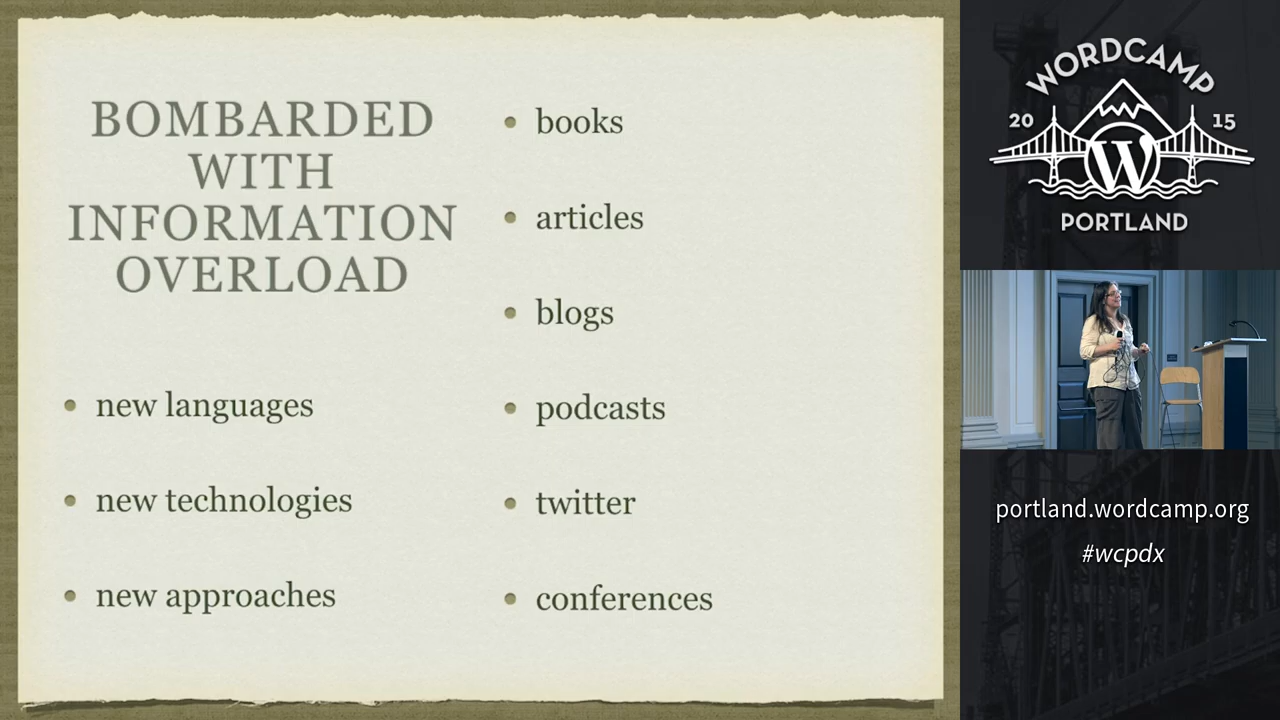 BOMBARDED
WITH
INFORMATION
OVERLOAD
new languages
new technologies
new approaches
books
articles
blogs
podcasts
twitter
conferences
WORDCAMP
20 15
W
PORTLAND
portland.wordcamp.org
#wcpdx